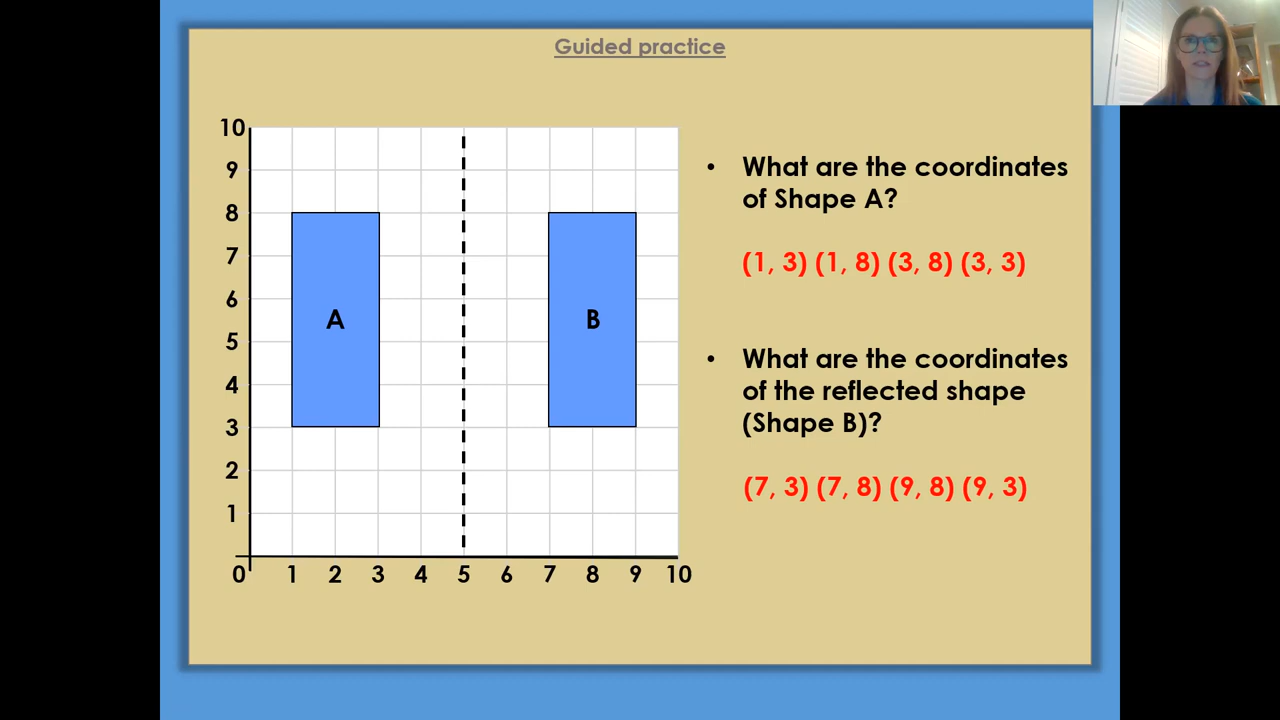 Guided practice
10
9
8
7
6
5
4
3
2
1
0 1 2 3 4 5 6 7 8 9 10
A
B
• What are the coordinates
of Shape A?
(1, 3) (1, 8) (3, 8) (3, 3)
• What are the coordinates
of the reflected shape
(Shape B)?
(7, 3) (7, 8) (9, 8) (9, 3)